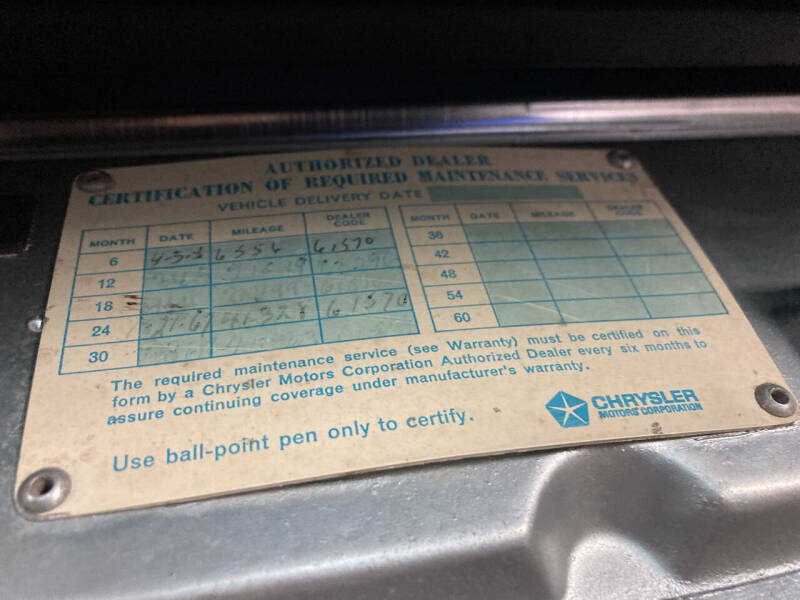 AUTHORIZED DEALER
CERTIFICATION OF REQUIRED MAINTENANCE SERVICES
VEHICLE DELIVERY DATE
MONTH DATE MILEAGE DEALER CODE
6 6556 61570
12
18
24 61570
30
MONTH DATE MILEAGE DEALER CODE
36
42
48
54
60
The required maintenance service (see Warranty) must be certified on this
form by a Chrysler Motors Corporation Authorized Dealer every six months to
assure continuing coverage under manufacturer's warranty.
Use ball-point pen only to certify.
CHRYSLER
MOTORS CORPORATION